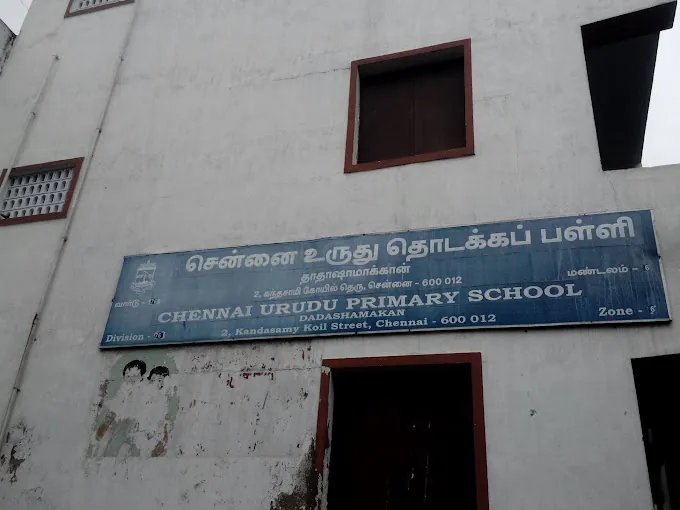 சென்னை உருது தொடக்கப் பள்ளி
தாதாஷாமாக்கான்
2, கந்தசாமி கோயில் தெரு, சென்னை - 600 012
வார்டு -
மண்டலம் -
CHENNAI URUDU PRIMARY SCHOOL
DADASHAMAKAN
2, Kandasamy Koil Street, Chennai - 600 012
Division -
Zone -